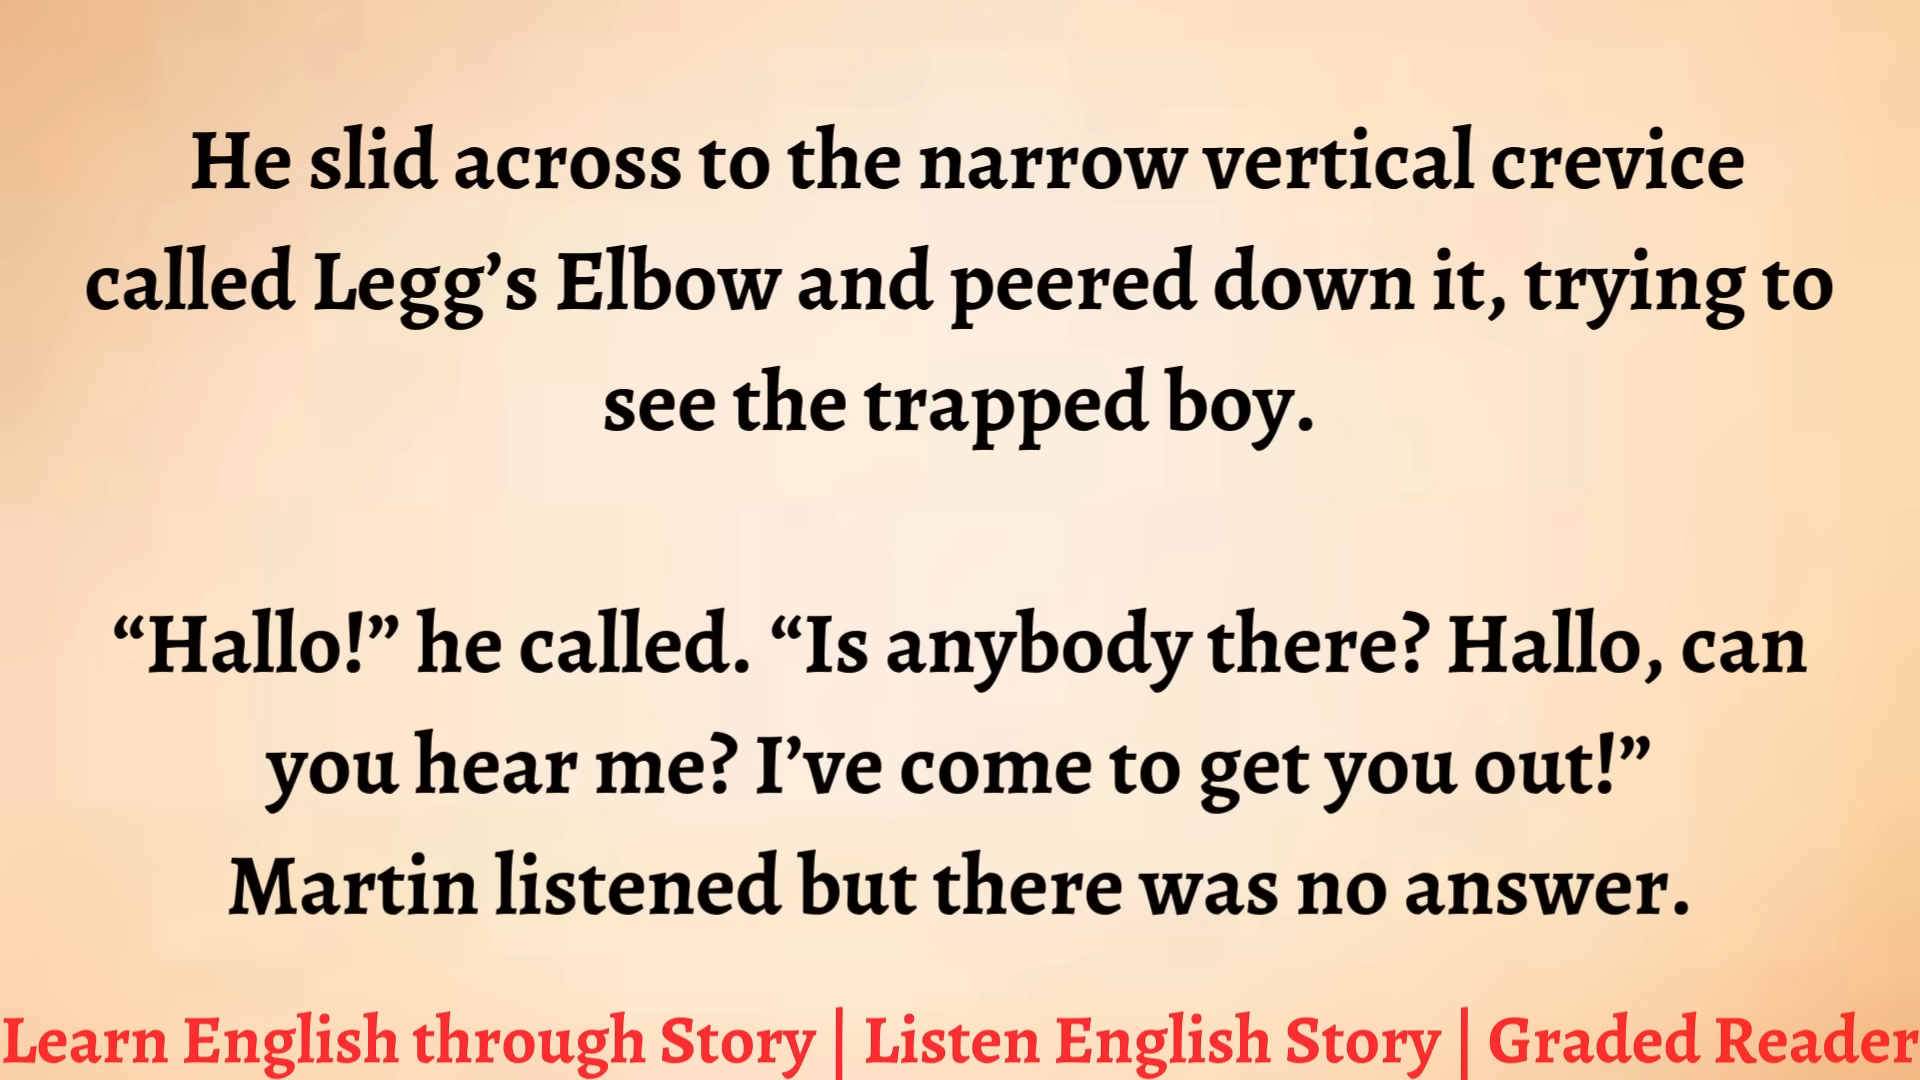 He slid across to the narrow vertical crevice
called Legg’s Elbow and peered down it, trying to
see the trapped boy.
“Hallo!” he called. “Is anybody there? Hallo, can
you hear me? I’ve come to get you out!”
Martin listened but there was no answer.
Learn English through Story | Listen English Story | Graded Reader